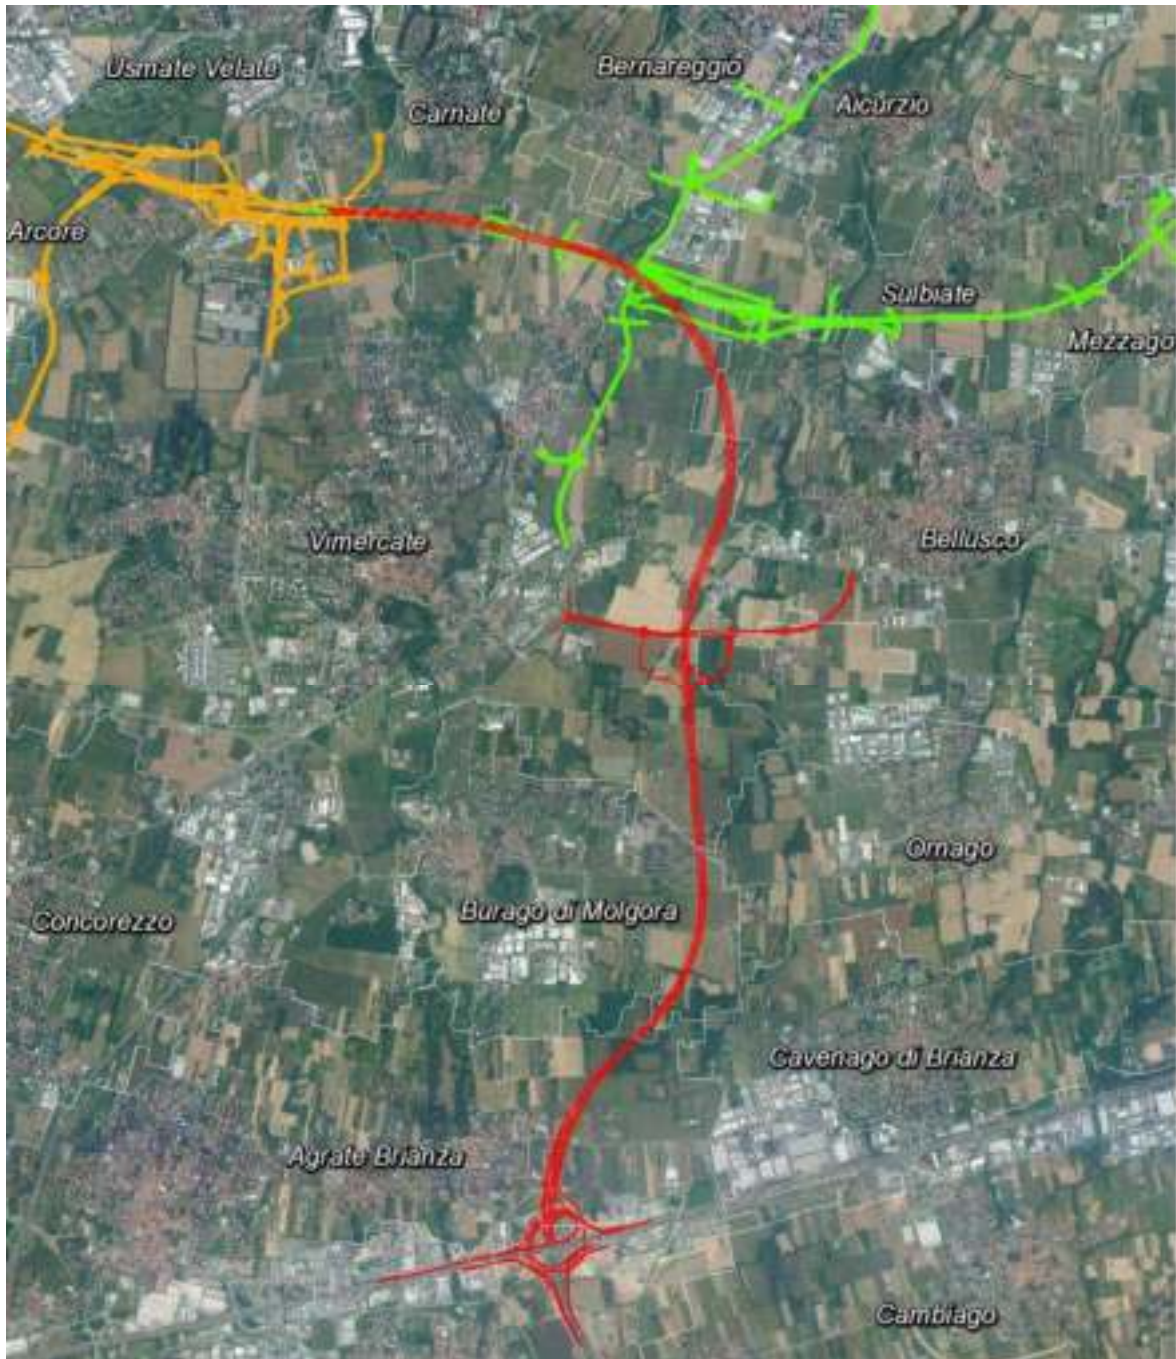 Usmate Velate
Bernareggio
Carnate
Aicurzio
Arcore
Sulbiate
Mezzago
Vimercate
Bellusco
Ornago
Concorezzo
Burago di Molgora
Cavenago di Brianza
Agrate Brianza
Cambiago